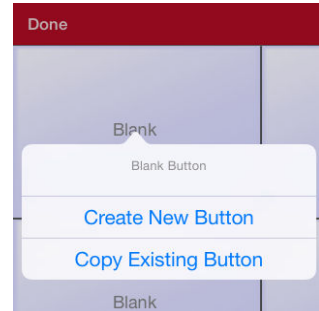 Done
Blank
Blank Button
Create New Button
Copy Existing Button
Blank